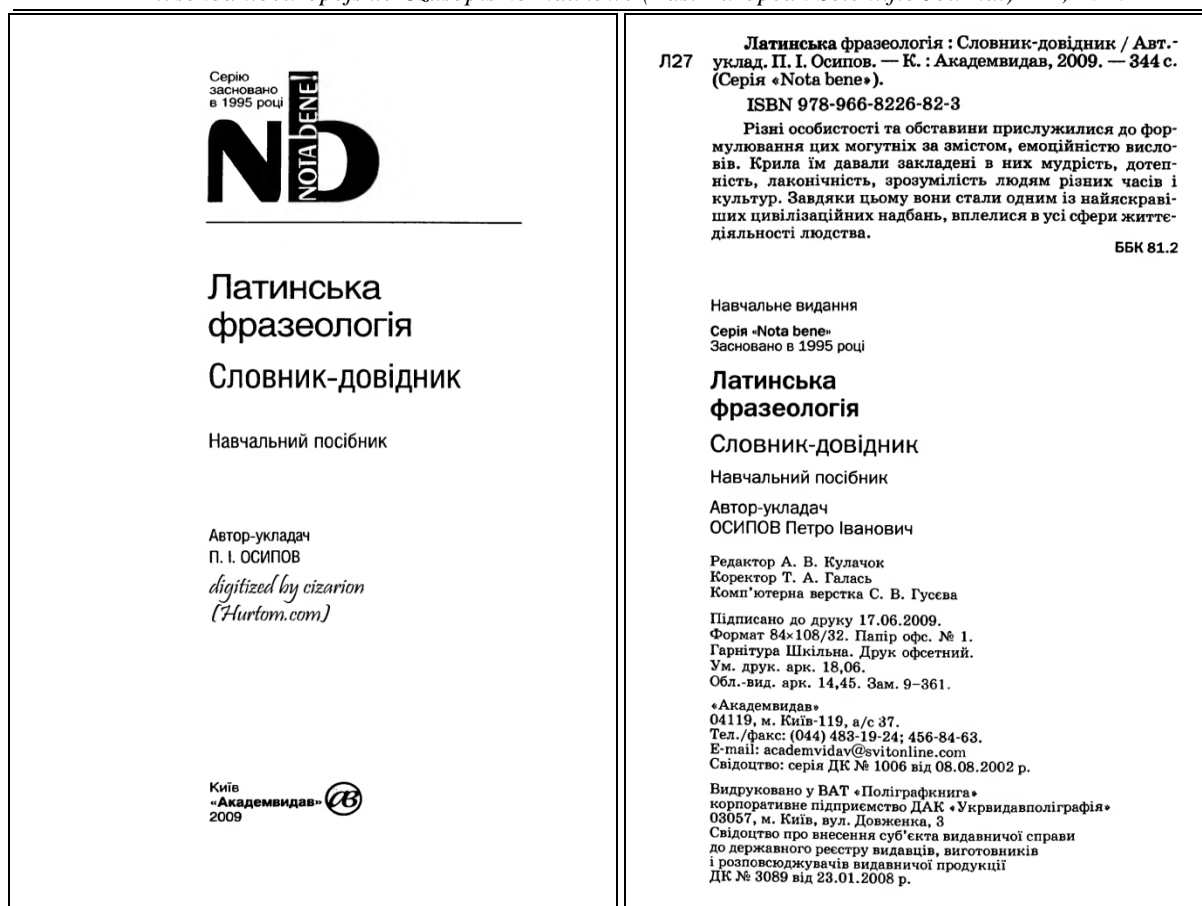 Серію
засновано
в 1995 році
NOTA bENE!
Nb
Латинська
фразеологія
Словник-довідник
Навчальний посібник
Автор-укладач
П. І. ОСИПОВ
digitized by cizarion
(Hurtom.com)
Київ
«Академвидав»
2009
Латинська фразеологія : Словник-довідник / Авт.-
Л27 уклад. П. І. Осипов. — К. : Академвидав, 2009. — 344 с.
(Серія «Nota bene»).
ISBN 978-966-8226-82-3
Різні особистості та обставини прислужилися до фор-
мулювання цих могутніх за змістом, емоційністю висло-
вів. Крила їм давали закладені в них мудрість, дотеп-
ність, лаконічність, зрозумілість людям різних часів і
культур. Завдяки цьому вони стали одним із найяскраві-
ших цивілізаційних надбань, вплелися в усі сфери життє-
діяльності людства.
ББК 81.2
Навчальне видання
Серія «Nota bene»
Засновано в 1995 році
Латинська
фразеологія
Словник-довідник
Навчальний посібник
Автор-укладач
ОСИПОВ Петро Іванович
Редактор А. В. Кулачок
Коректор Т. А. Галась
Комп'ютерна верстка С. В. Гусєва
Підписано до друку 17.06.2009.
Формат 84×108/32. Папір офс. № 1.
Гарнітура Шкільна. Друк офсетний.
Ум. друк. арк. 18,06.
Обл.-вид. арк. 14,45. Зам. 9–361.
«Академвидав»
04119, м. Київ-119, а/с 37.
Тел./факс: (044) 483-19-24; 456-84-63.
E-mail: academvidav@svitonline.com
Свідоцтво: серія ДК № 1006 від 08.08.2002 р.
Видруковано у ВАТ «Поліграфкнига»
корпоративне підприємство ДАК «Укрвидавполіграфія»
03057, м. Київ, вул. Довженка, 3
Свідоцтво про внесення суб'єкта видавничої справи
до державного реєстру видавців, виготовників
і розповсюджувачів видавничої продукції
ДК № 3089 від 23.01.2008 р.